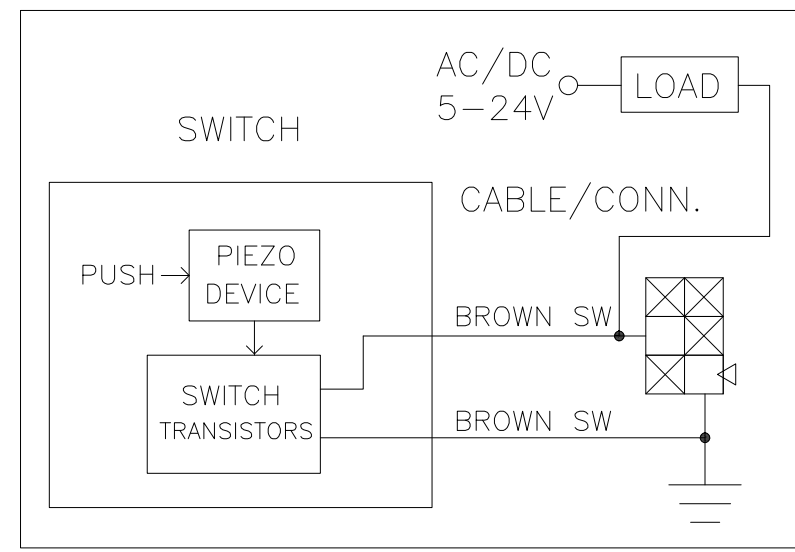 AC/DC
5-24V
LOAD
SWITCH
CABLE/CONN.
PUSH
PIEZO
DEVICE
BROWN SW
SWITCH
TRANSISTORS
BROWN SW